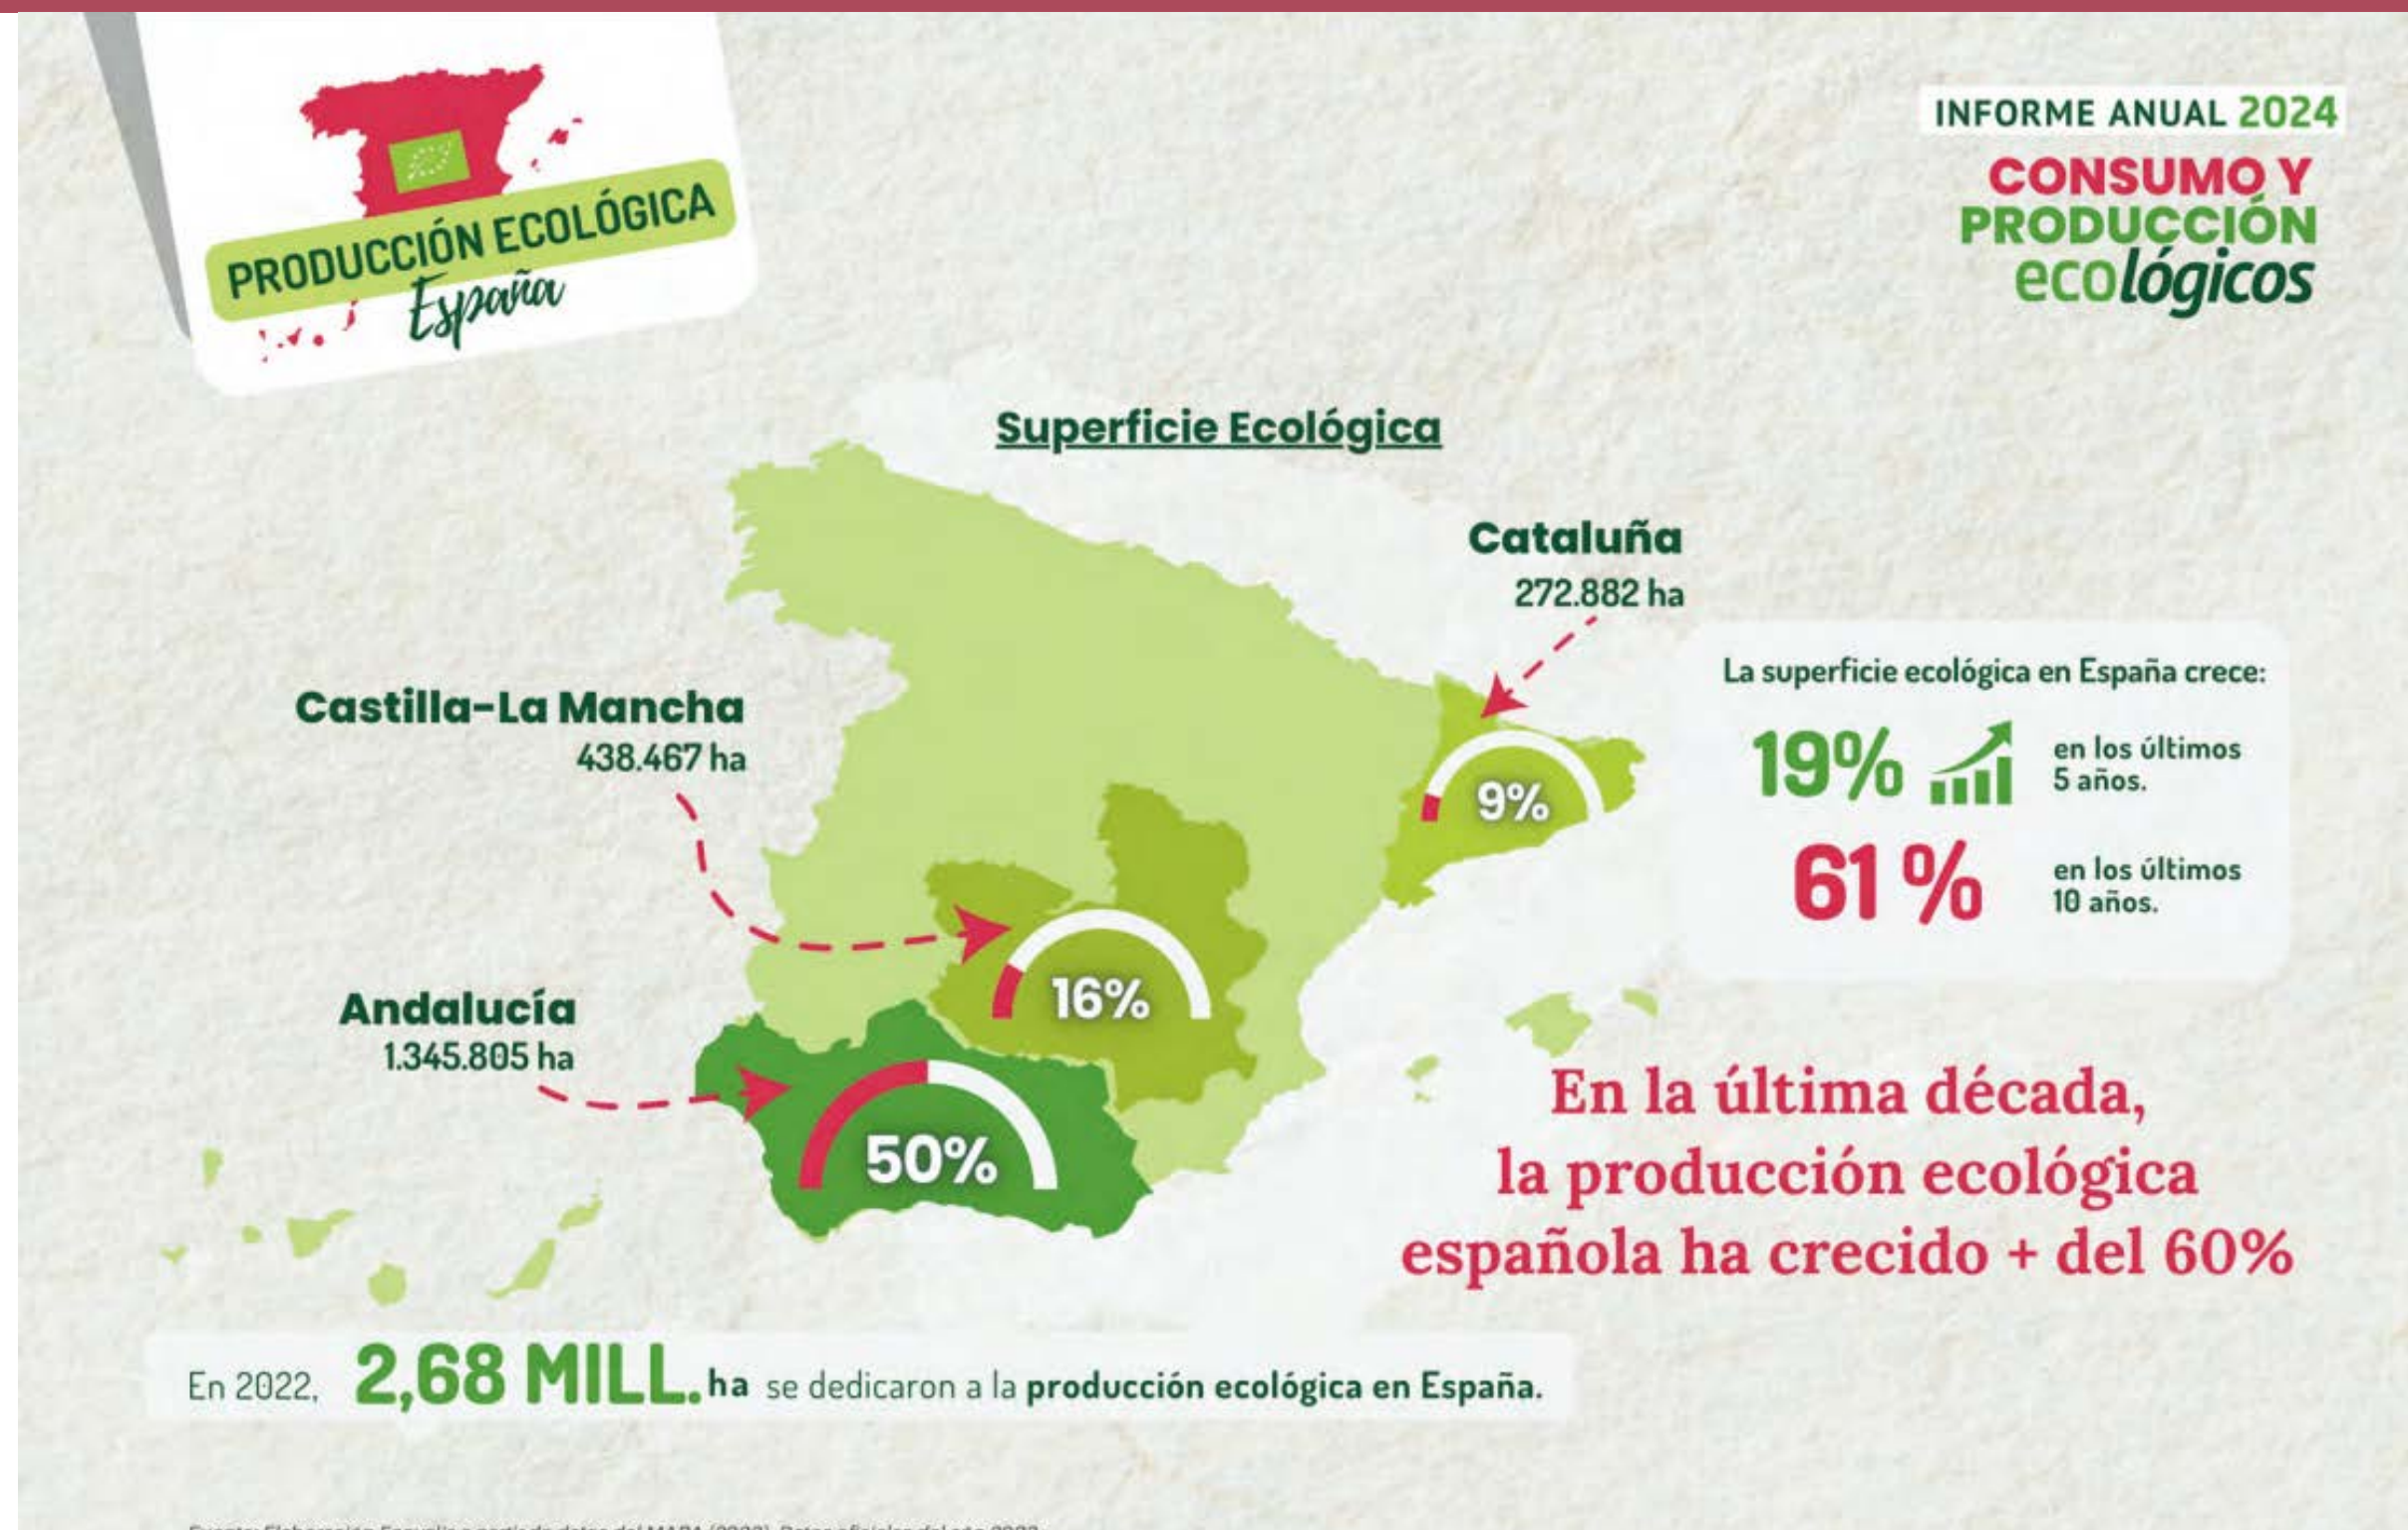 PRODUCCIÓN ECOLÓGICA
España
INFORME ANUAL 2024
CONSUMO Y
PRODUCCIÓN
ecológicos
Superficie Ecológica
Cataluña
272.882 ha
9%
Castilla-La Mancha
438.467 ha
16%
Andalucía
1.345.805 ha
50%
La superficie ecológica en España crece:
19% en los últimos
5 años.
61 % en los últimos
10 años.
En la última década,
la producción ecológica
española ha crecido + del 60%
En 2022, 2,68 MILL. ha se dedicaron a la producción ecológica en España.